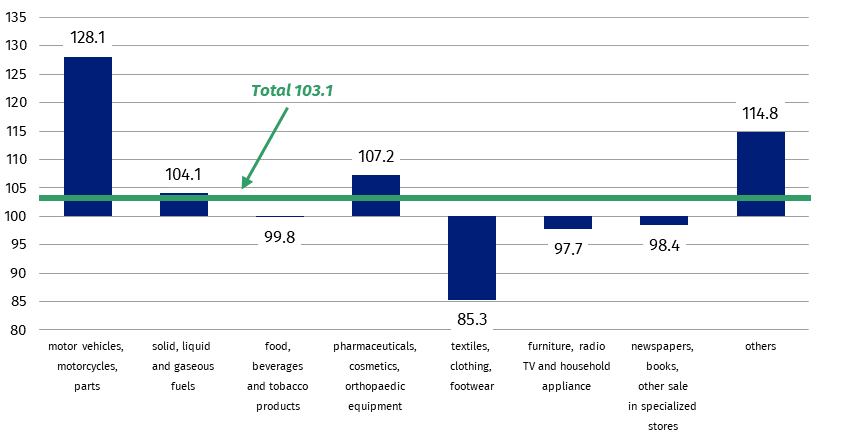 135
130
125
120
115
110
105
100
95
90
85
80
128.1
104.1
99.8
107.2
85.3
97.7
98.4
114.8
Total 103.1
motor vehicles,
motorcycles,
parts
solid, liquid
and gaseous
fuels
food,
beverages
and tobacco
products
pharmaceuticals,
cosmetics,
orthopaedic
equipment
textiles,
clothing,
footwear
furniture, radio
TV and household
appliance
newspapers,
books,
other sale
in specialized
stores
others